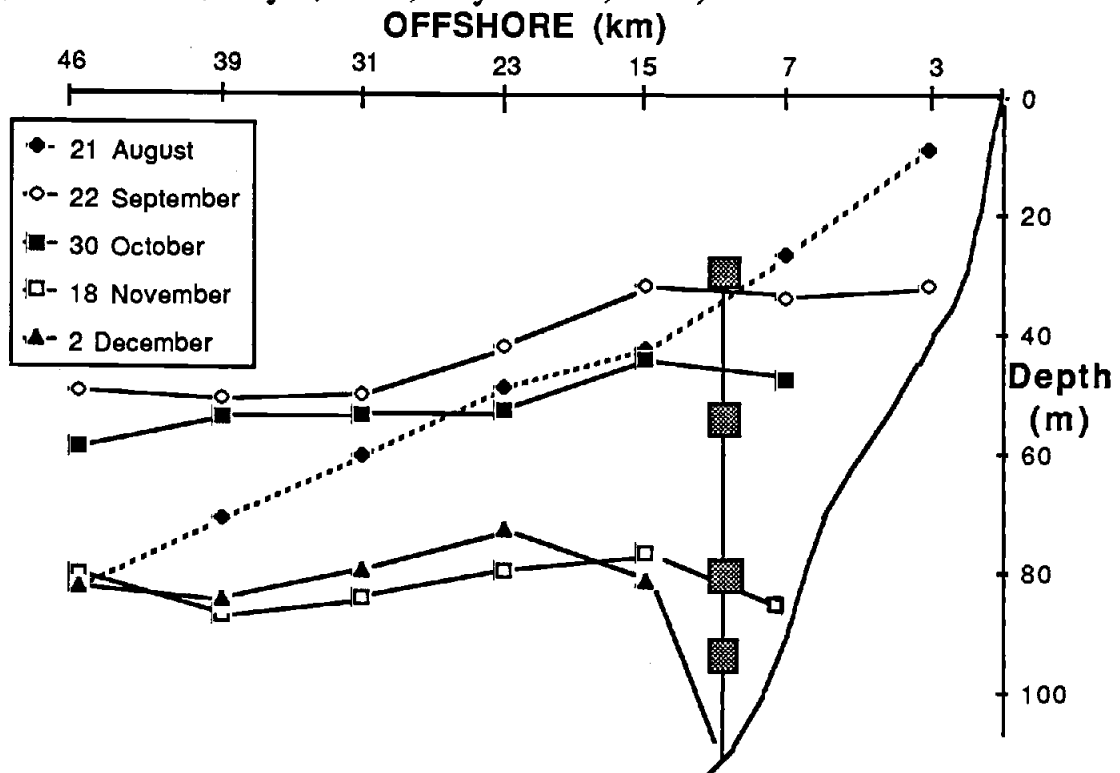 OFFSHORE (km)
46 39 31 23 15 7 3
0
21 August
22 September
20
30 October
18 November
2 December
40
Depth
(m)
60
80
100